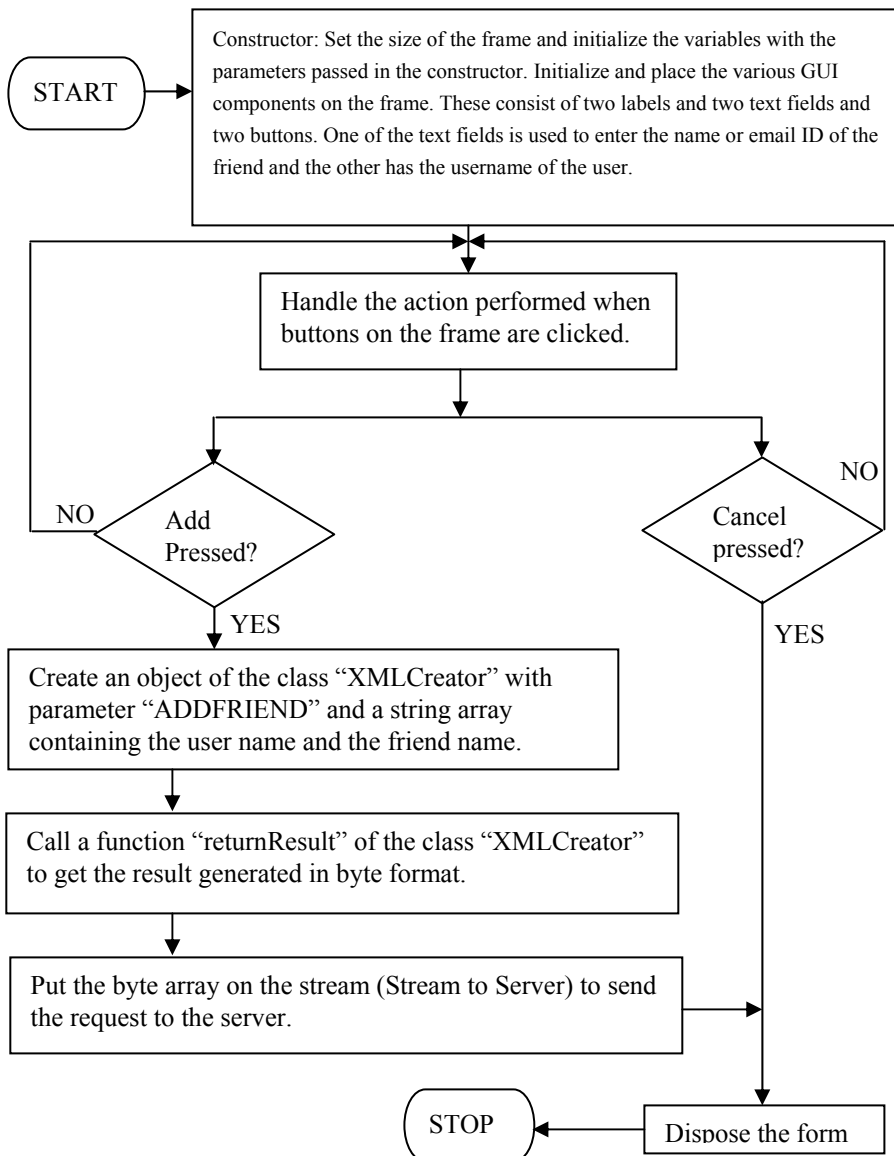 START
Constructor: Set the size of the frame and initialize the variables with the
parameters passed in the constructor. Initialize and place the various GUI
components on the frame. These consist of two labels and two text fields and
two buttons. One of the text fields is used to enter the name or email ID of the
friend and the other has the username of the user.
Handle the action performed when
buttons on the frame are clicked.
NO
Add
Pressed?
NO
Cancel
pressed?
YES
YES
Create an object of the class “XMLCreator” with
parameter “ADDFRIEND” and a string array
containing the user name and the friend name.
Call a function “returnResult” of the class “XMLCreator”
to get the result generated in byte format.
Put the byte array on the stream (Stream to Server) to send
the request to the server.
STOP
Dispose the form